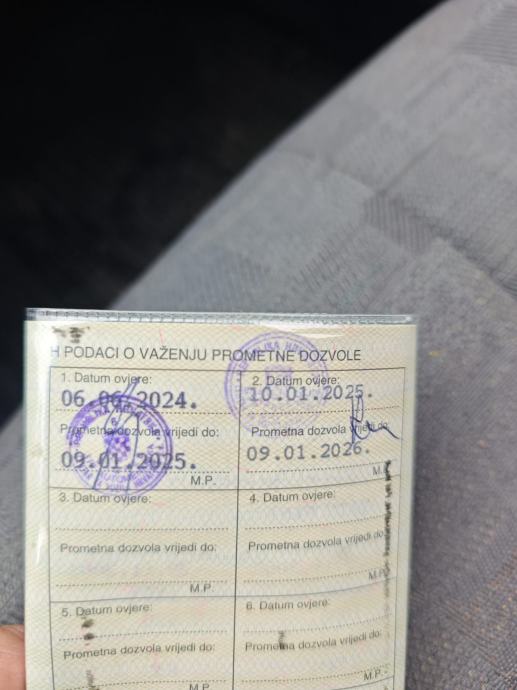 H PODACI O VAŽENJU PROMETNE DOZVOLE
1. Datum ovjere:
06.06.2024.
Prometna dozvola vrijedi do:
09.01.2025.
M.P.
2. Datum ovjere:
10.01.2025.
Prometna dozvola vrijedi do:
09.01.2026.
M.P.
3. Datum ovjere:
Prometna dozvola vrijedi do:
M.P.
4. Datum ovjere:
Prometna dozvola vrijedi do:
M.P.
5. Datum ovjere:
Prometna dozvola vrijedi do:
M.P.
6. Datum ovjere:
Prometna dozvola vrijedi do:
M.P.